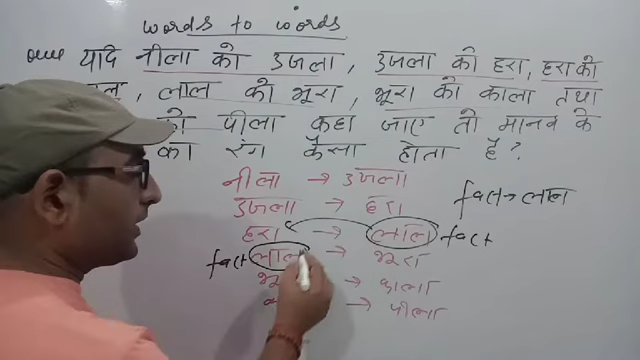 words to words
यदि नीला को उजला, उजला को हरा, हरा को
, लाल को भूरा, भूरा को काला तथा
को पीला कहा जाए तो मानव के
का रंग कैसा होता है?
नीला → उजला
fact → लाल
उजला → हरा
हरा → लाल fact
fact लाल → भूरा
→ काला
→ पीला